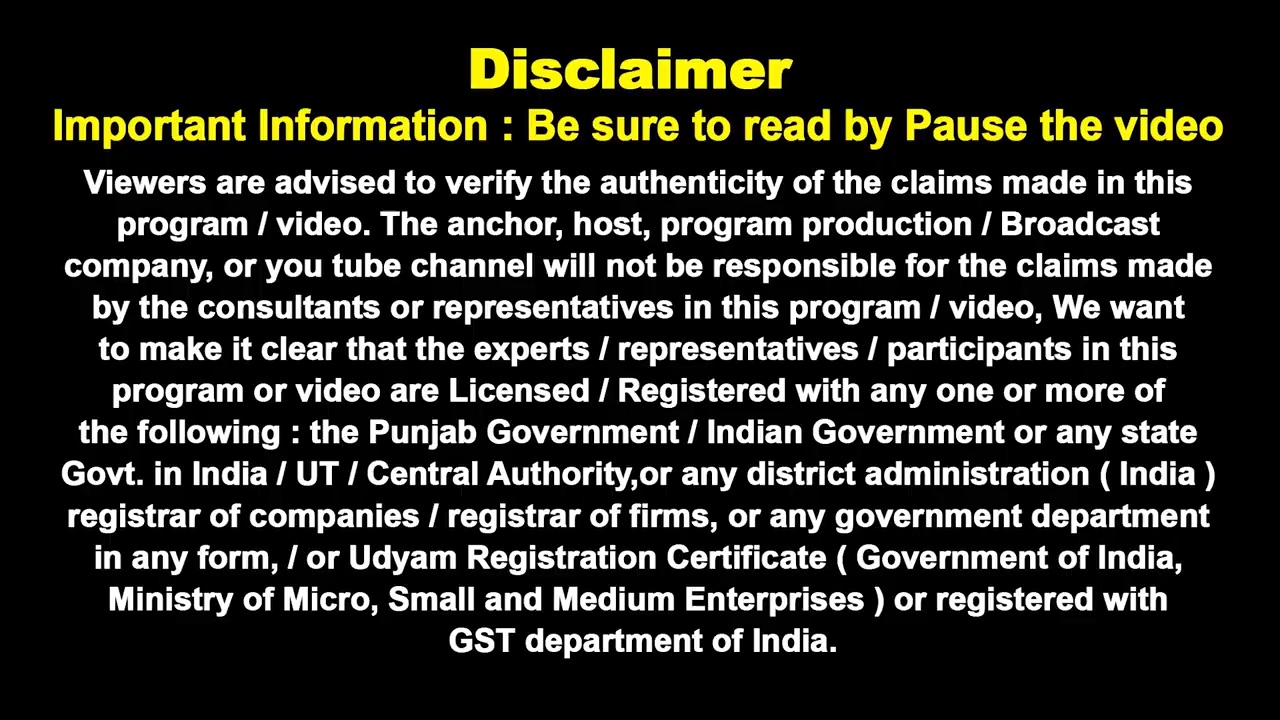 Disclaimer
Important Information : Be sure to read by Pause the video
Viewers are advised to verify the authenticity of the claims made in this
program / video. The anchor, host, program production / Broadcast
company, or you tube channel will not be responsible for the claims made
by the consultants or representatives in this program / video, We want
to make it clear that the experts / representatives / participants in this
program or video are Licensed / Registered with any one or more of
the following : the Punjab Government / Indian Government or any state
Govt. in India / UT / Central Authority,or any district administration ( India )
registrar of companies / registrar of firms, or any government department
in any form, / or Udyam Registration Certificate ( Government of India,
Ministry of Micro, Small and Medium Enterprises ) or registered with
GST department of India.